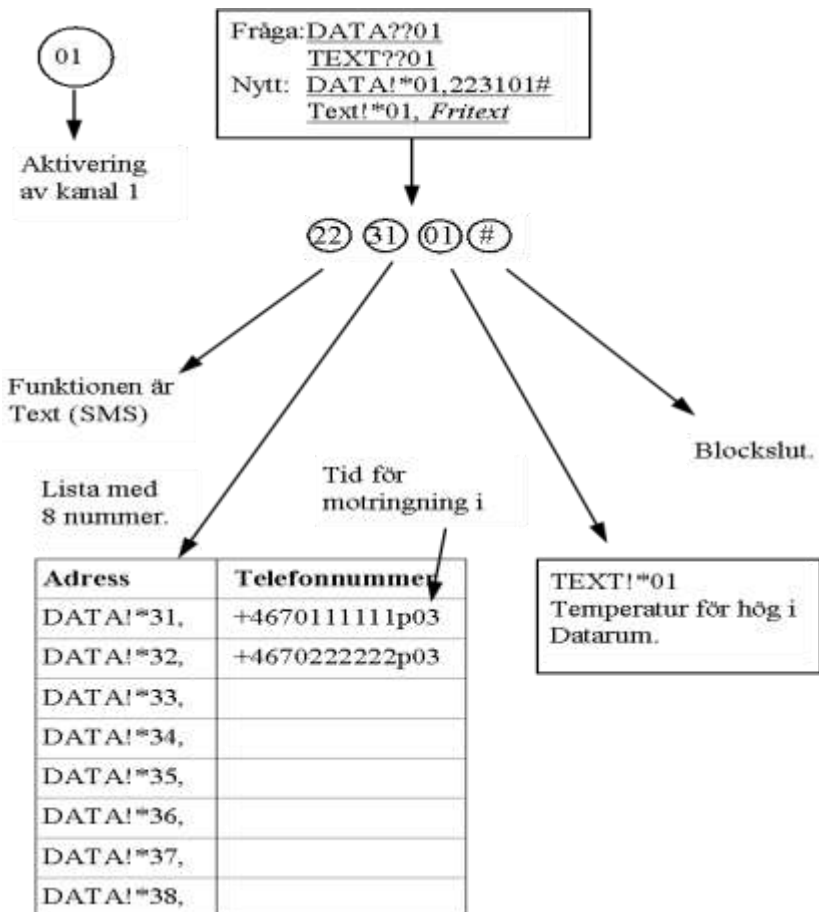 01
Aktivering
av kanal 1
Fråga:DATA??01
TEXT??01
Nytt: DATA!*01,223101#
Text!*01, Fritext
22 31 01 #
Funktionen är
Text (SMS)
Blockslut.
Lista med
8 nummer.
Tid för
motringning i
Adress Telefonnummer
DATA!*31, +4670111111p03
DATA!*32, +4670222222p03
DATA!*33,
DATA!*34,
DATA!*35,
DATA!*36,
DATA!*37,
DATA!*38,
TEXT!*01
Temperatur för hög i
Datarum.